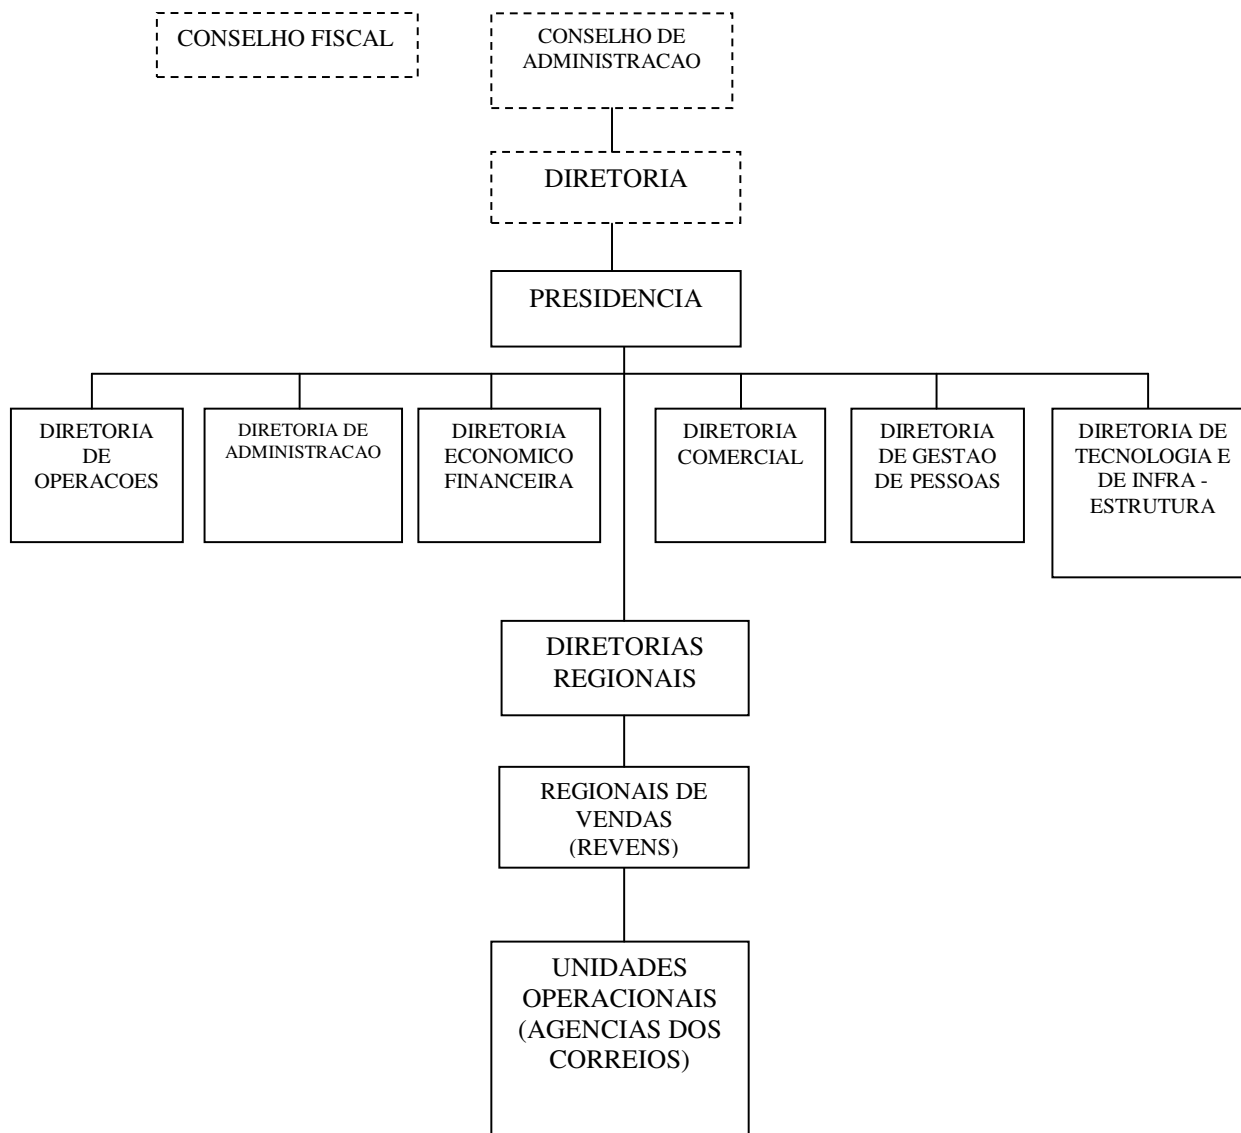 CONSELHO FISCAL
CONSELHO DE
ADMINISTRACAO
DIRETORIA
PRESIDENCIA
DIRETORIA
DE
OPERACOES
DIRETORIA DE
ADMINISTRACAO
DIRETORIA
ECONOMICO
FINANCEIRA
DIRETORIA
COMERCIAL
DIRETORIA
DE GESTAO
DE PESSOAS
DIRETORIA DE
TECNOLOGIA E
DE INFRA -
ESTRUTURA
DIRETORIAS
REGIONAIS
REGIONAIS DE
VENDAS
(REVENS)
UNIDADES
OPERACIONAIS
(AGENCIAS DOS
CORREIOS)